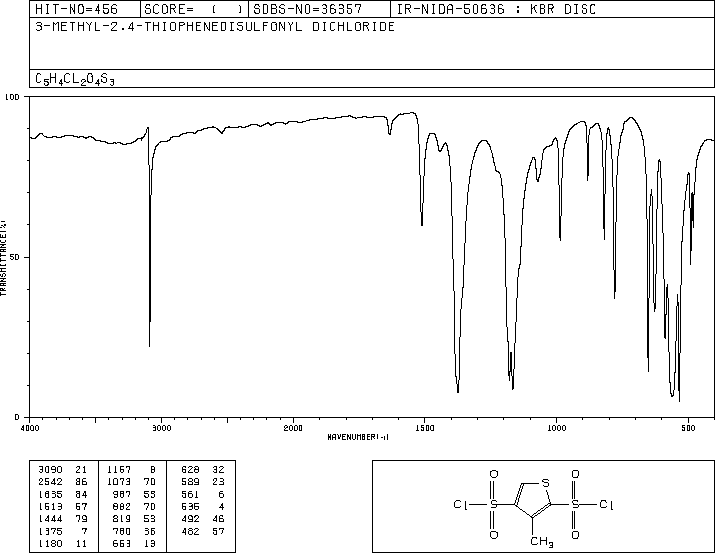 HIT-NO=456 SCORE= ( ) SDBS-NO=36357 IR-NIDA-50636 : KBR DISC
3-METHYL-2,4-THIOPHENEDISULFONYL DICHLORIDE
C5H4CL2O4S3
100
50
0
TRANSMITTANCE(%)
4000 3000 2000 1500 1000 500
WAVENUMBER(-1)
3090 21 1167 8 628 32
2542 86 1073 70 589 23
1635 84 987 53 561 6
1513 57 882 70 536 4
1444 79 819 53 492 46
1375 7 780 36 482 57
1180 11 653 13
O S O
Cl S S Cl
O O
CH3